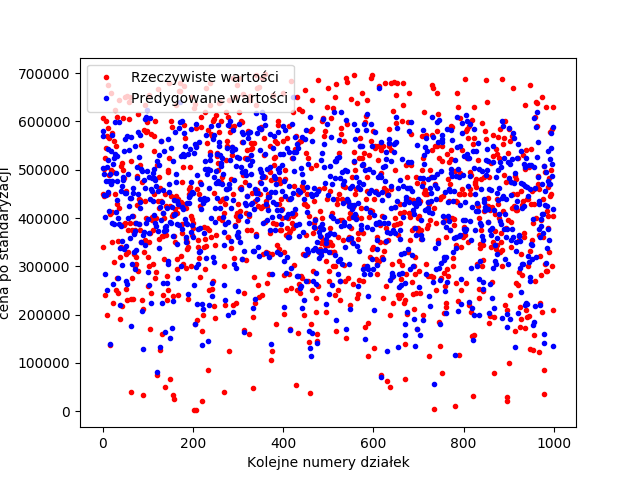 Rzeczywiste wartości
Predygowane wartości
700000
600000
500000
400000
300000
200000
100000
0
cena po standaryzacji
0 200 400 600 800 1000
Kolejne numery działek